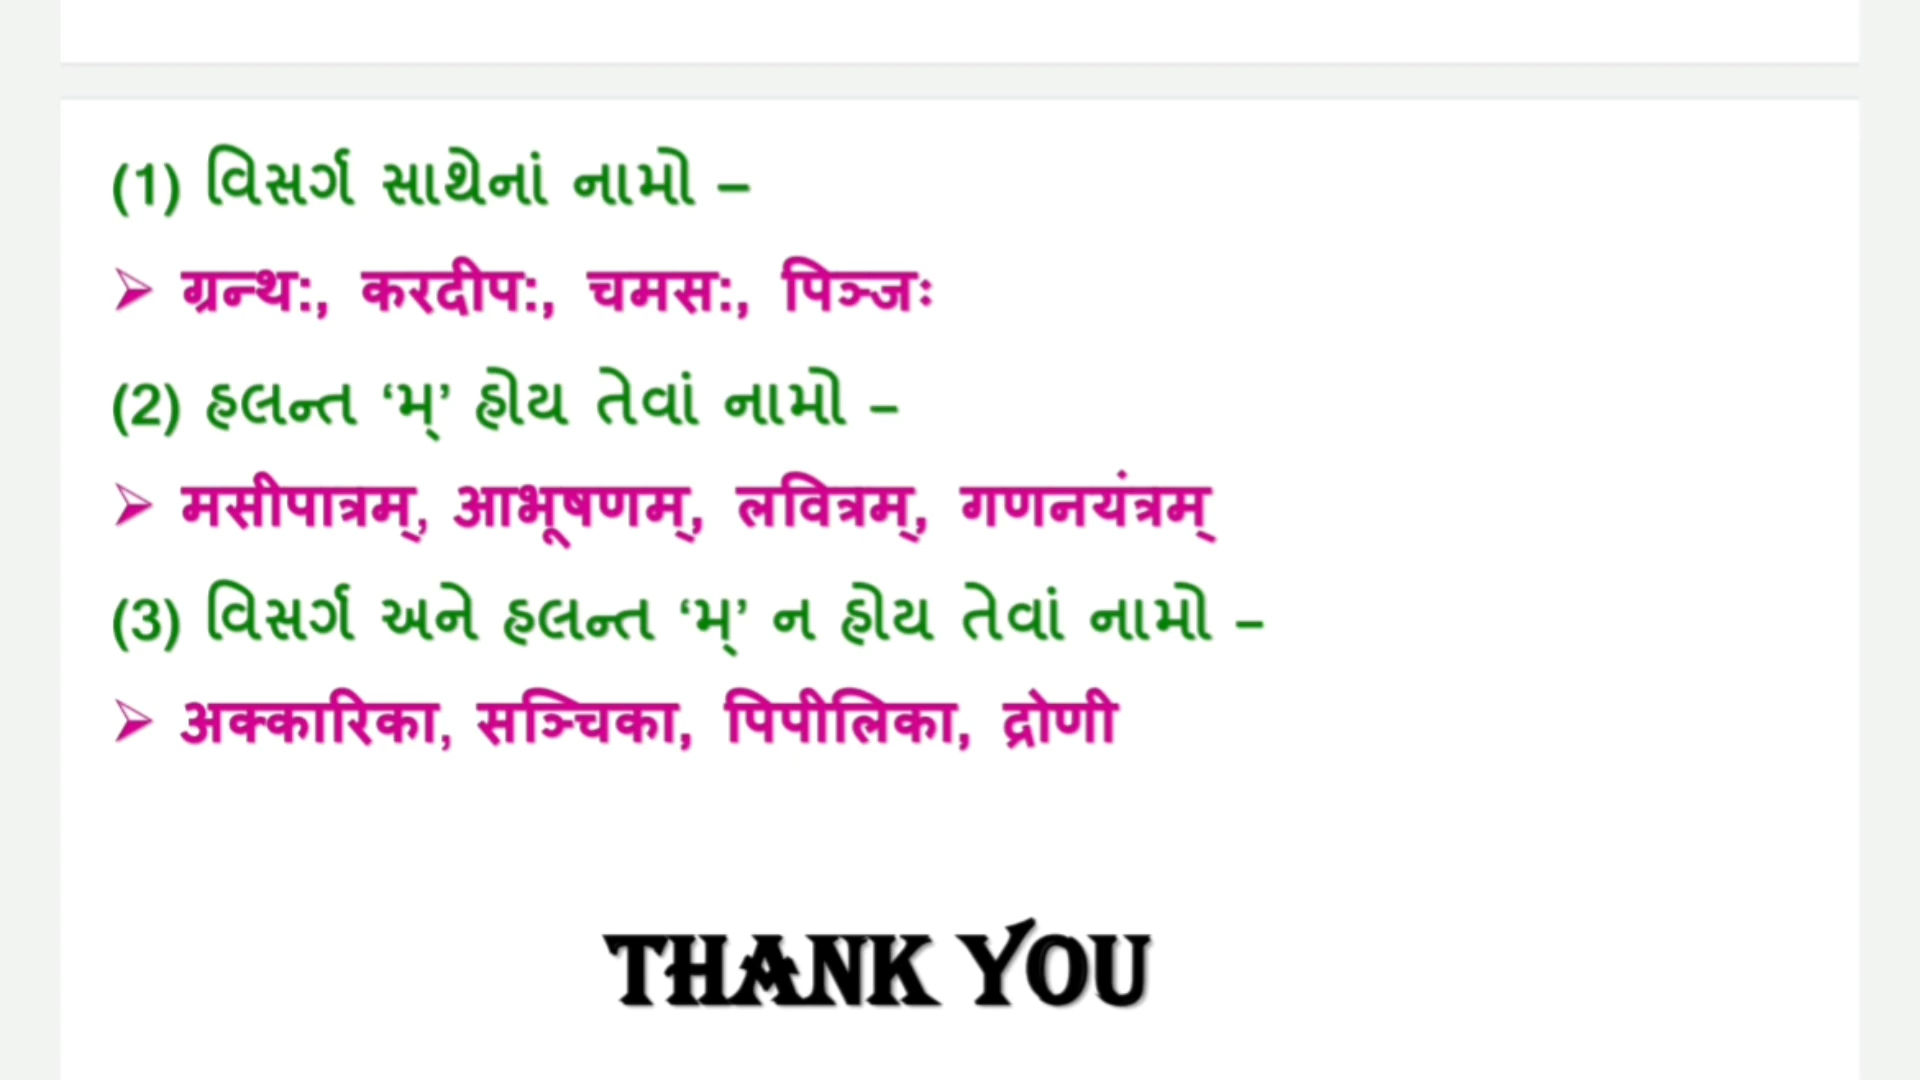 (1) વિસર્ગ સાથેનાં નામો –
➢ ग्रन्थ:, करदीप:, चमस:, पिञ्जः
(2) હલન્ત ‘મ્’ હોય તેવાં નામો –
➢ मसीपात्रम्, आभूषणम्, लवित्रम्, गणनयंत्रम्
(3) વિસર્ગ અને હલન્ત ‘મ્’ ન હોય તેવાં નામો –
➢ अक्कारिका, सञ्चिका, पिपीलिका, द्रोणी
THANK YOU